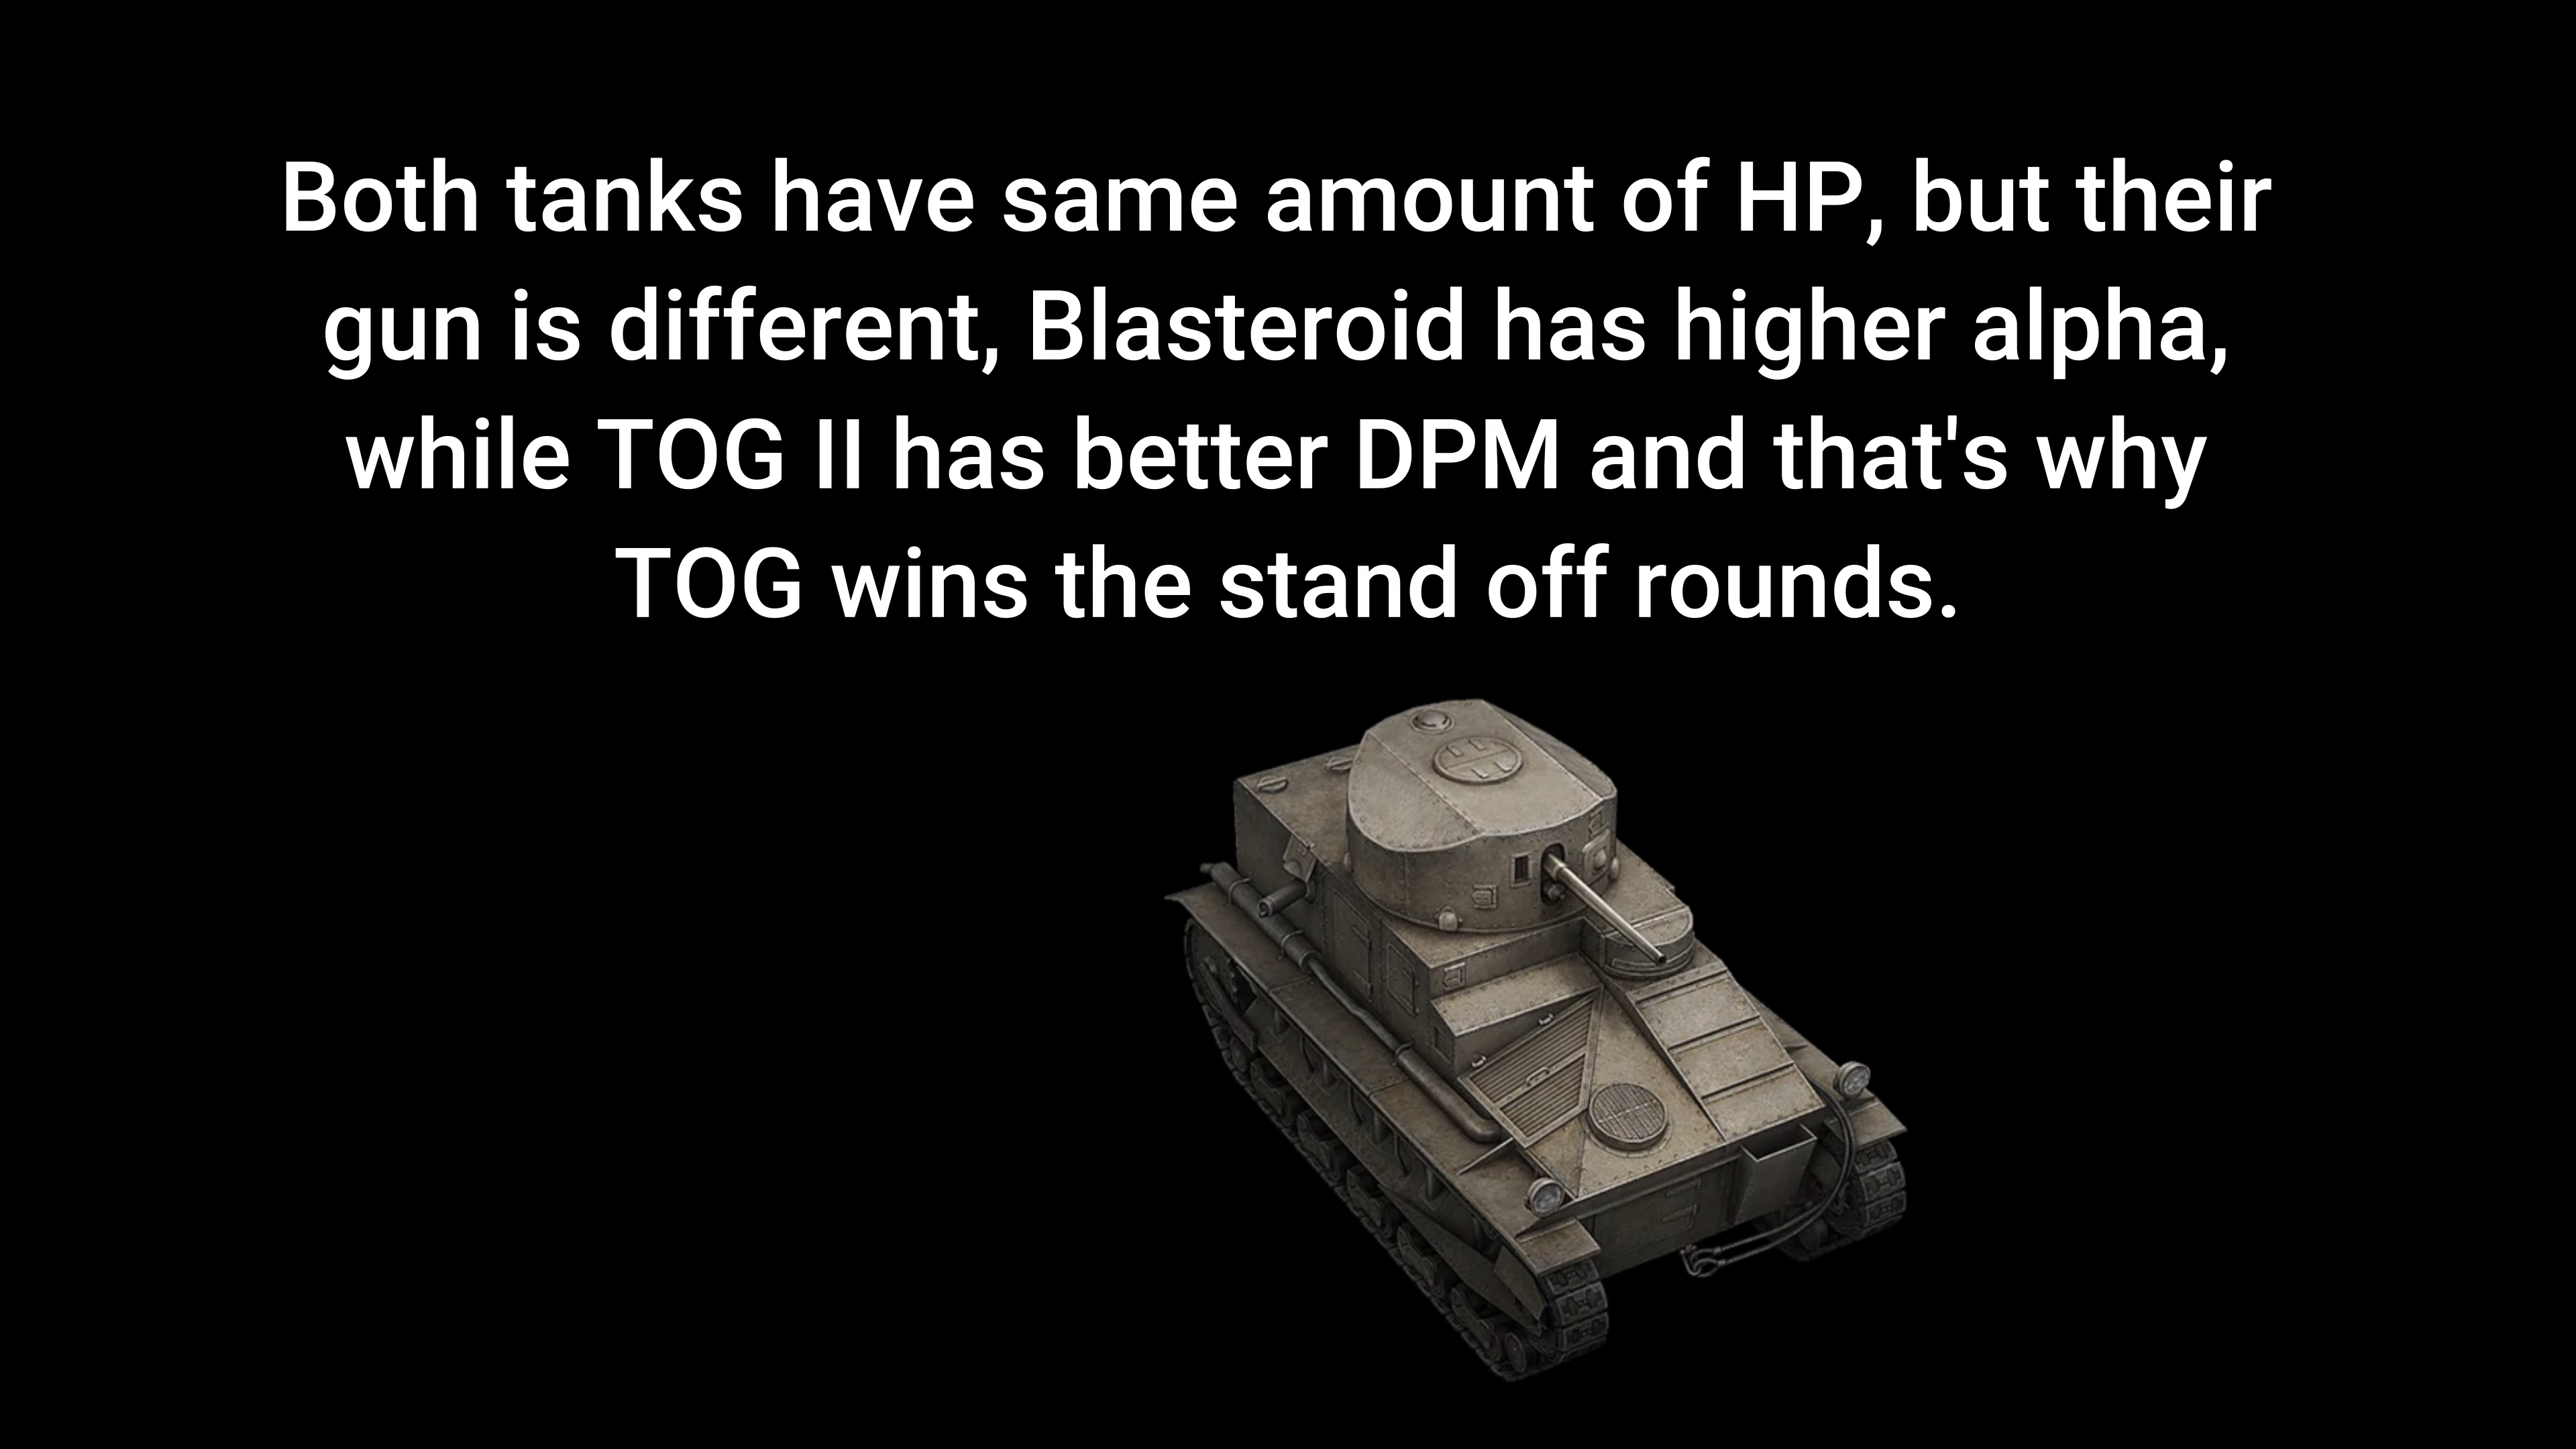 Both tanks have same amount of HP, but their
gun is different, Blasteroid has higher alpha,
while TOG II has better DPM and that's why
TOG wins the stand off rounds.